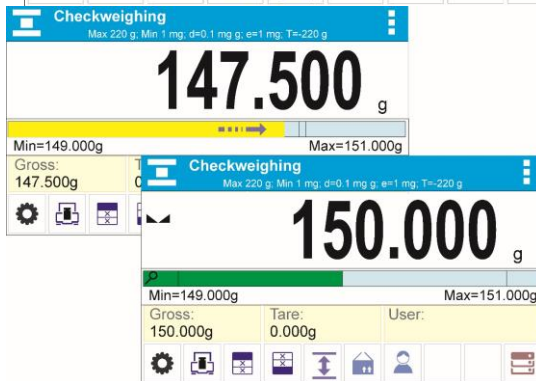 Checkweighing
Max 220 g; Min 1 mg; d=0.1 mg g; e=1 mg; T=-220 g
147.500 g
Min=149.000g Max=151.000g
Gross:
147.500g
Checkweighing
Max 220 g; Min 1 mg; d=0.1 mg g; e=1 mg; T=-220 g
150.000 g
Min=149.000g Max=151.000g
Gross: Tare: User:
150.000g 0.000g